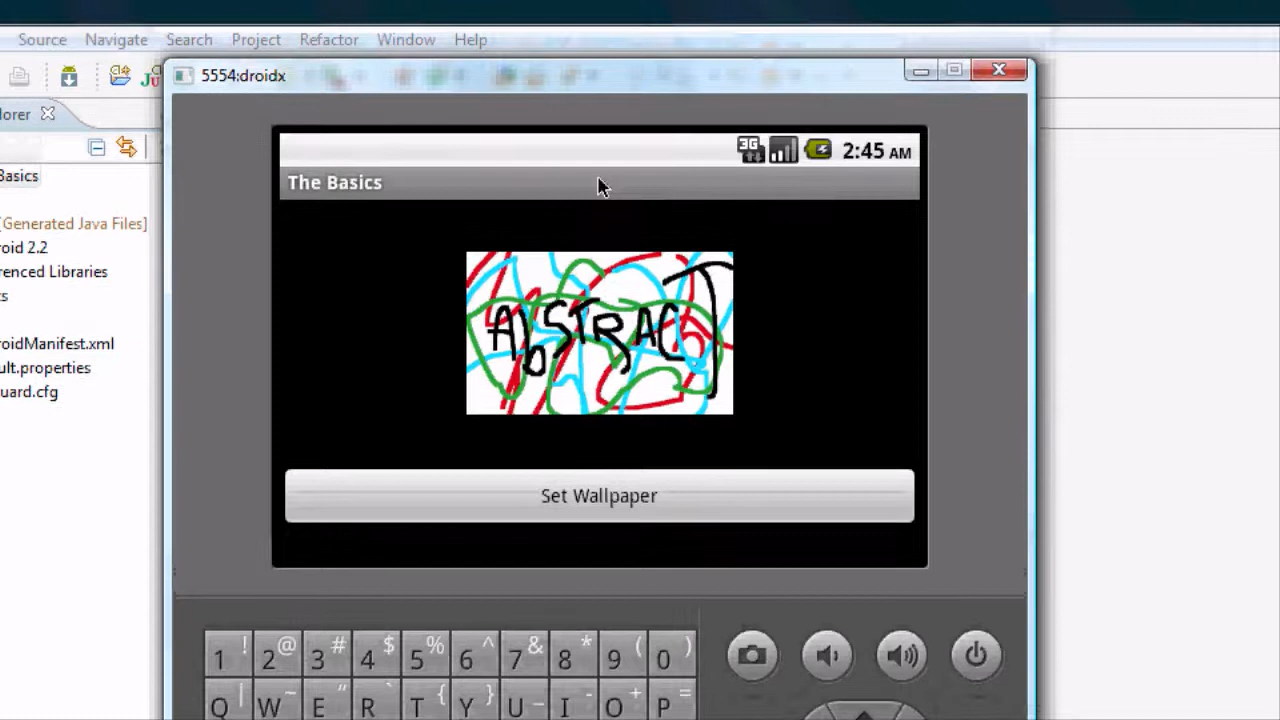 Source Navigate Search Project Refactor Window Help
5554:droidx
lorer
3G 2:45 AM
Basics
The Basics
[Generated Java Files]
roid 2.2
renced Libraries
ts
roidManifest.xml
ult.properties
uard.cfg
AbSTRACT
Set Wallpaper
1 ! 2 @ 3 # 4 $ 5 % 6 ^ 7 & 8 * 9 ( 0 )
Q | W ~ E " R ` T { Y } U _ I - O + P =